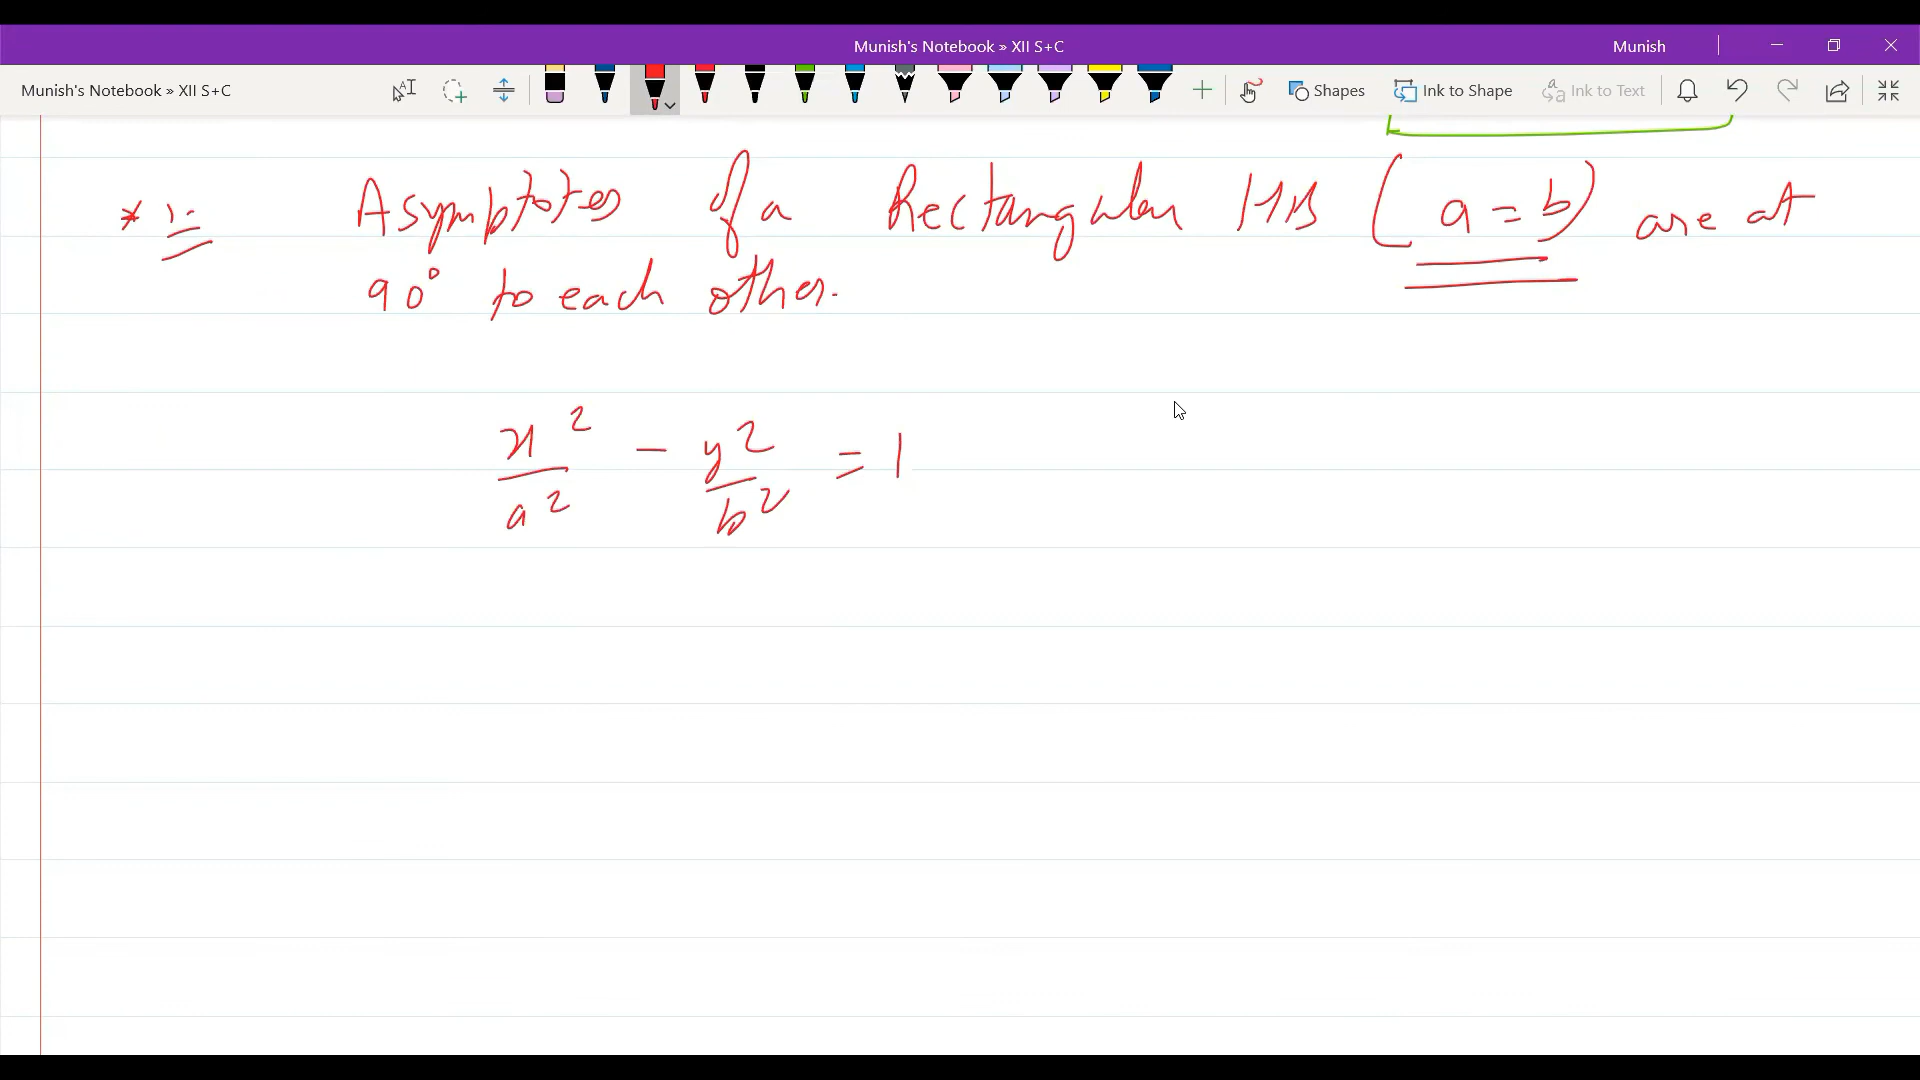 Munish's Notebook » XII S+C
Munish
Munish's Notebook » XII S+C
Shapes
Ink to Shape
Ink to Text
* 1:- Asymptotes of a Rectangular HB (a = b) are at
90° to each other.
x²/a² - y²/b² = 1